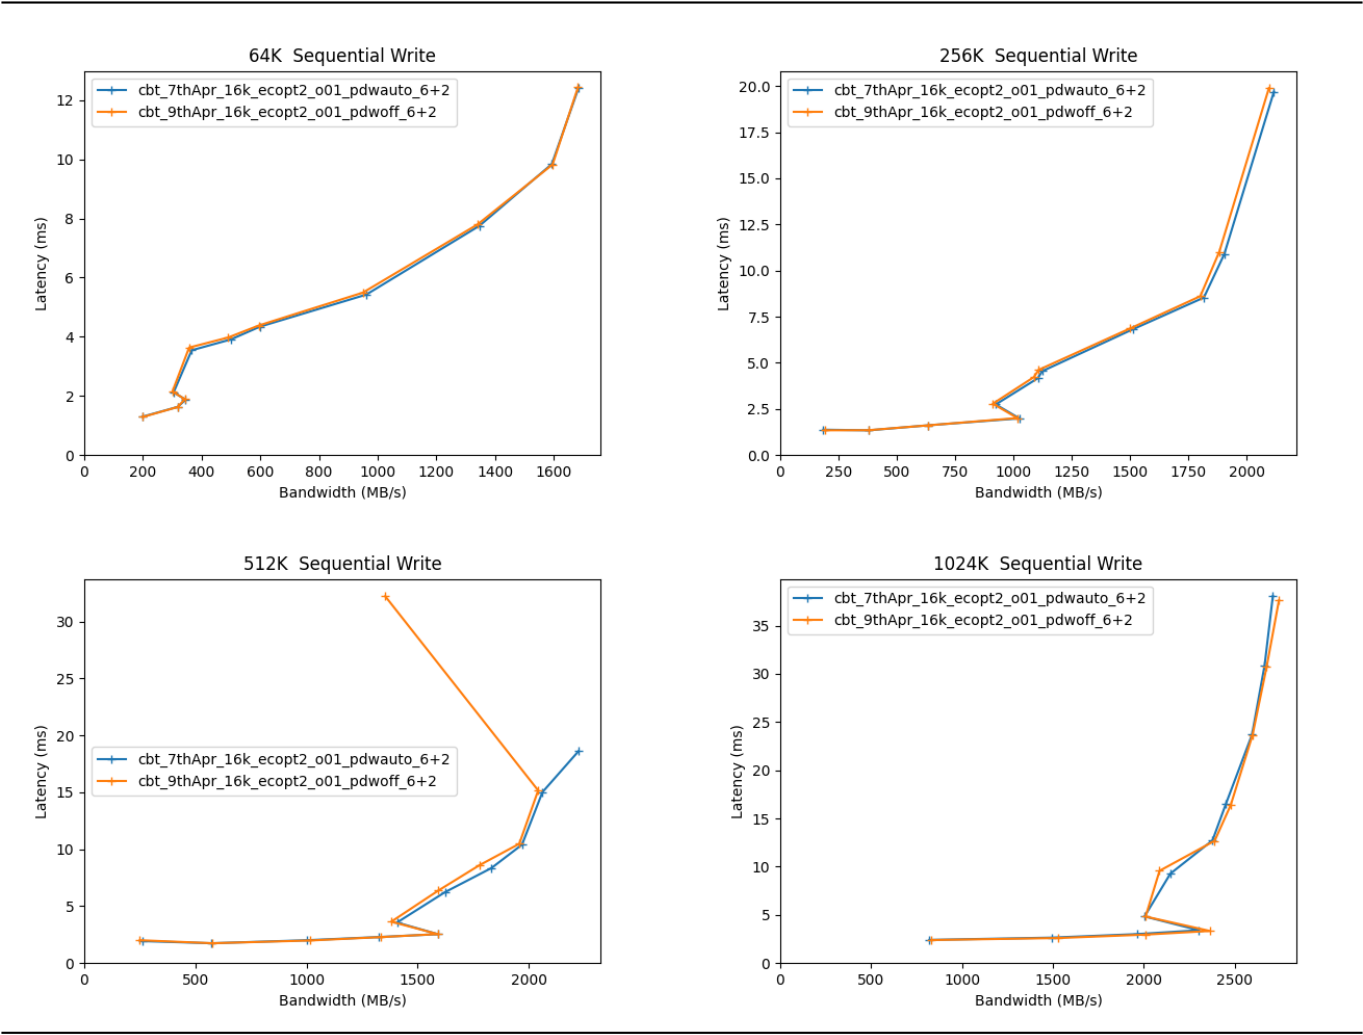 64K  Sequential Write
cbt_7thApr_16k_ecopt2_o01_pdwauto_6+2
cbt_9thApr_16k_ecopt2_o01_pdwoff_6+2
Latency (ms)
12
10
8
6
4
2
0
0 200 400 600 800 1000 1200 1400 1600
Bandwidth (MB/s)
256K  Sequential Write
cbt_7thApr_16k_ecopt2_o01_pdwauto_6+2
cbt_9thApr_16k_ecopt2_o01_pdwoff_6+2
Latency (ms)
20.0
17.5
15.0
12.5
10.0
7.5
5.0
2.5
0.0
0 250 500 750 1000 1250 1500 1750 2000
Bandwidth (MB/s)
512K  Sequential Write
cbt_7thApr_16k_ecopt2_o01_pdwauto_6+2
cbt_9thApr_16k_ecopt2_o01_pdwoff_6+2
Latency (ms)
30
25
20
15
10
5
0
0 500 1000 1500 2000
Bandwidth (MB/s)
1024K  Sequential Write
cbt_7thApr_16k_ecopt2_o01_pdwauto_6+2
cbt_9thApr_16k_ecopt2_o01_pdwoff_6+2
Latency (ms)
35
30
25
20
15
10
5
0
0 500 1000 1500 2000 2500
Bandwidth (MB/s)